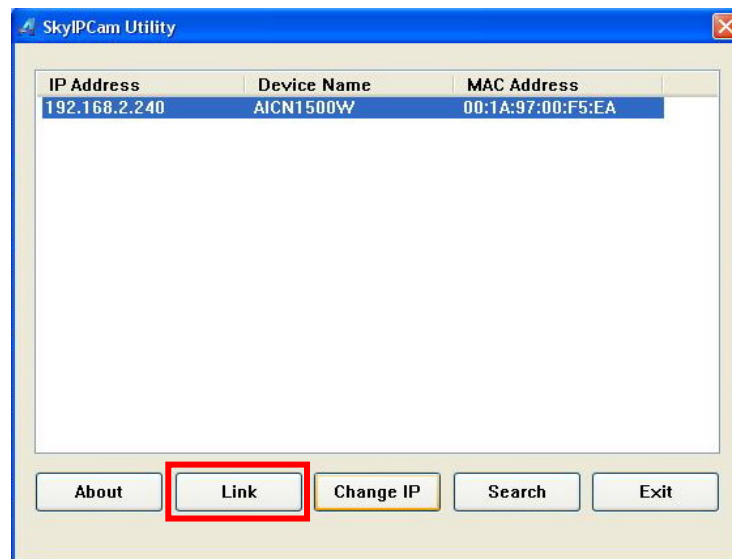 SkyIPCam Utility
IP Address Device Name MAC Address
192.168.2.240 AICN1500W 00:1A:97:00:F5:EA
About Link Change IP Search Exit